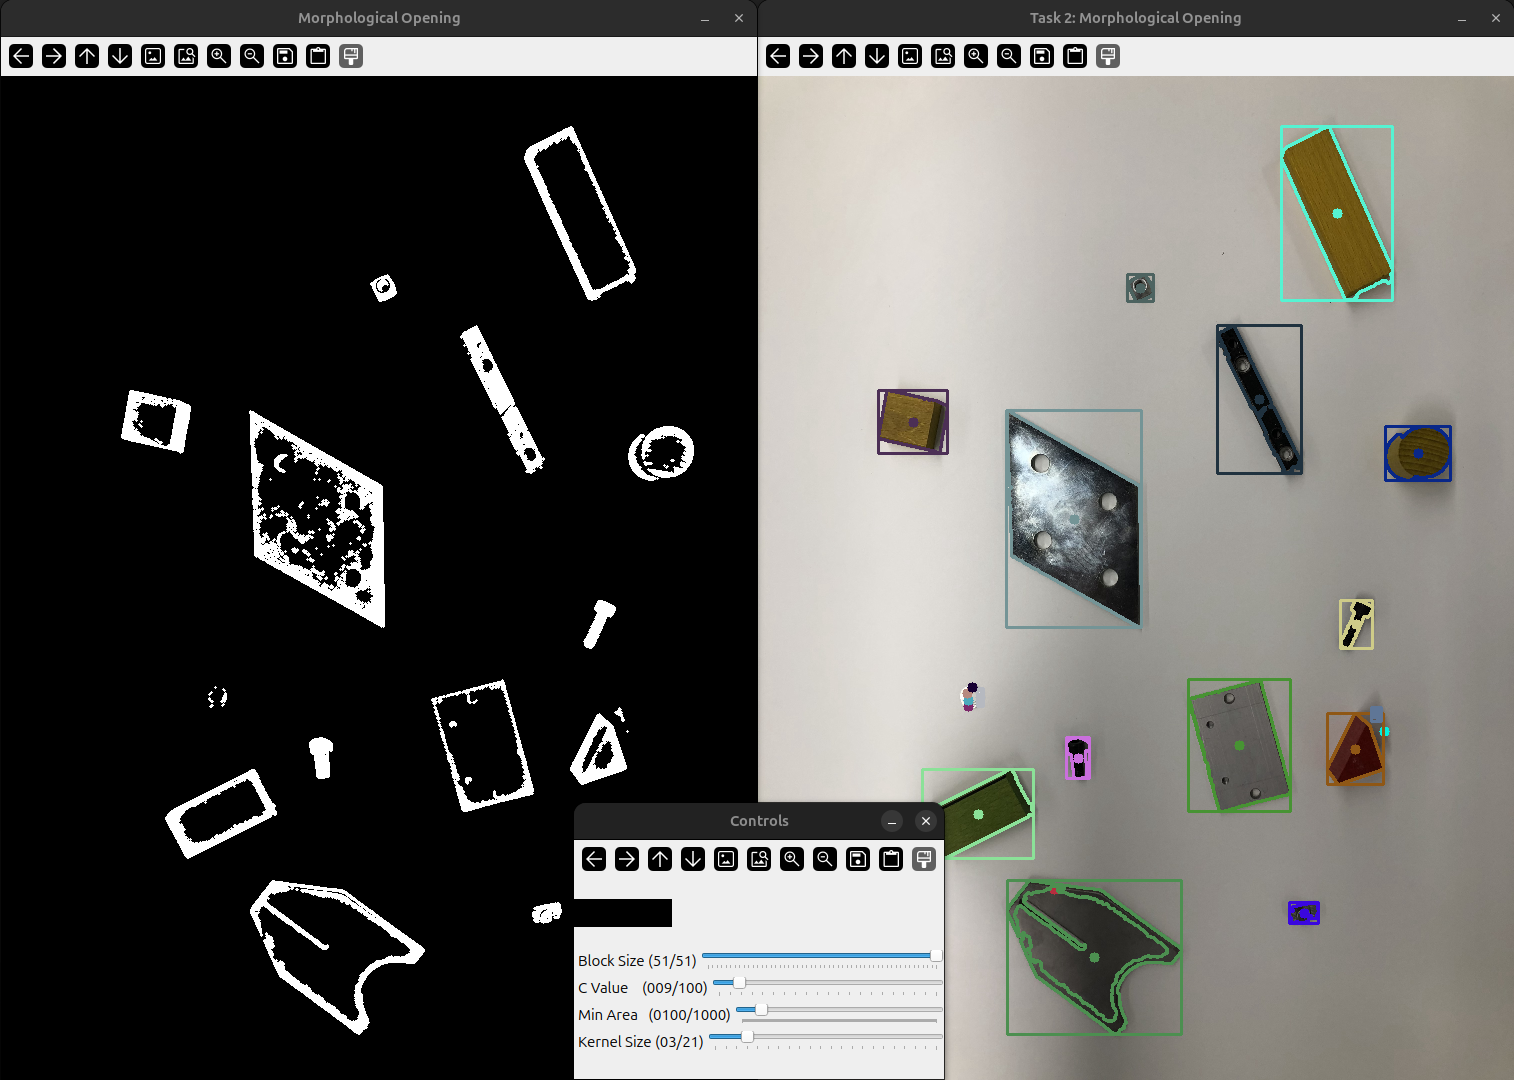 Morphological Opening
Task 2: Morphological Opening
Controls
Block Size (51/51)
C Value (009/100)
Min Area (0100/1000)
Kernel Size (03/21)